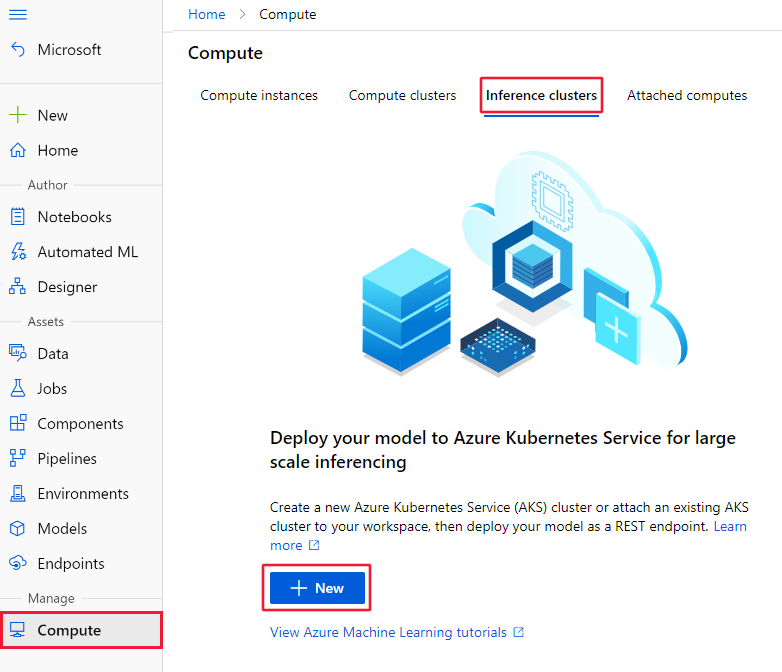 Microsoft
New
Home
Author
Notebooks
Automated ML
Designer
Assets
Data
Jobs
Components
Pipelines
Environments
Models
Endpoints
Manage
Compute
Home > Compute
Compute
Compute instances Compute clusters Inference clusters Attached computes
Deploy your model to Azure Kubernetes Service for large
scale inferencing
Create a new Azure Kubernetes Service (AKS) cluster or attach an existing AKS
cluster to your workspace, then deploy your model as a REST endpoint. Learn
more
New
View Azure Machine Learning tutorials